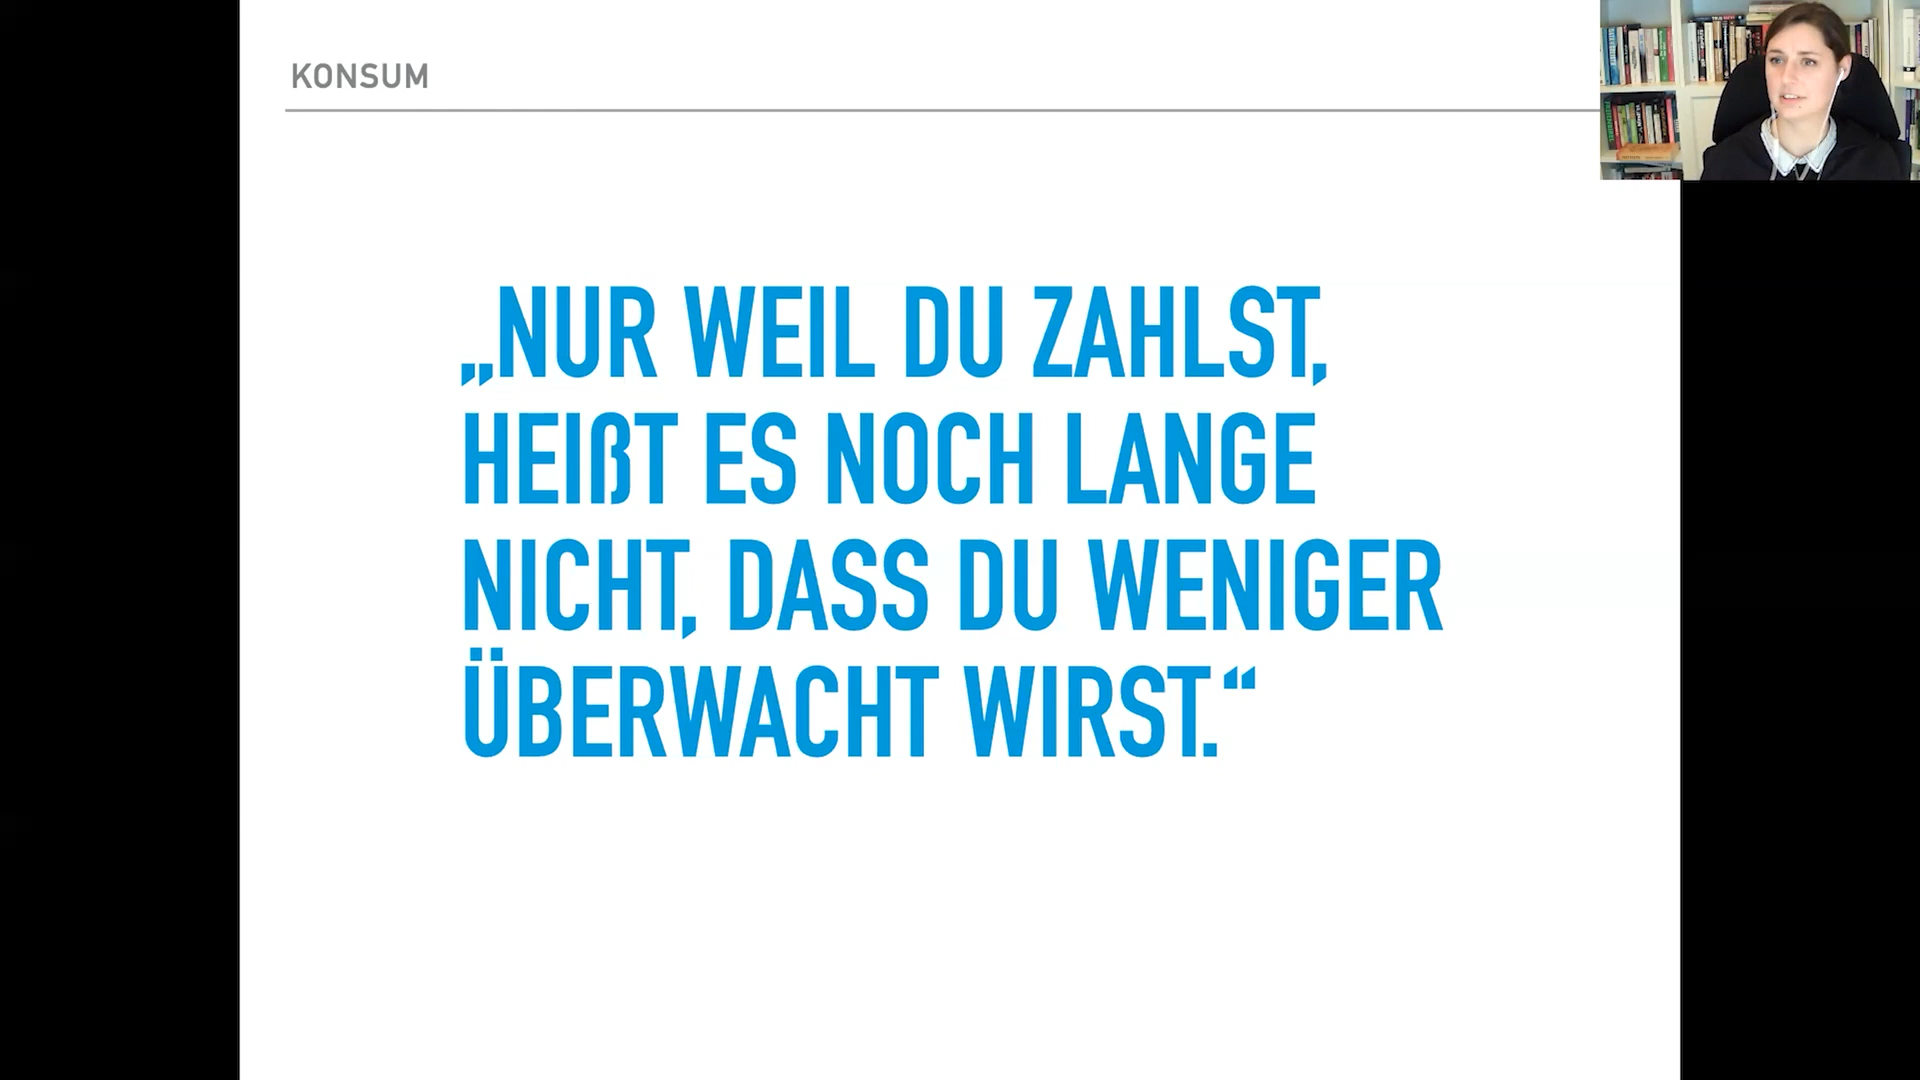 KONSUM
„NUR WEIL DU ZAHLST,
HEIßT ES NOCH LANGE
NICHT, DASS DU WENIGER
ÜBERWACHT WIRST.“